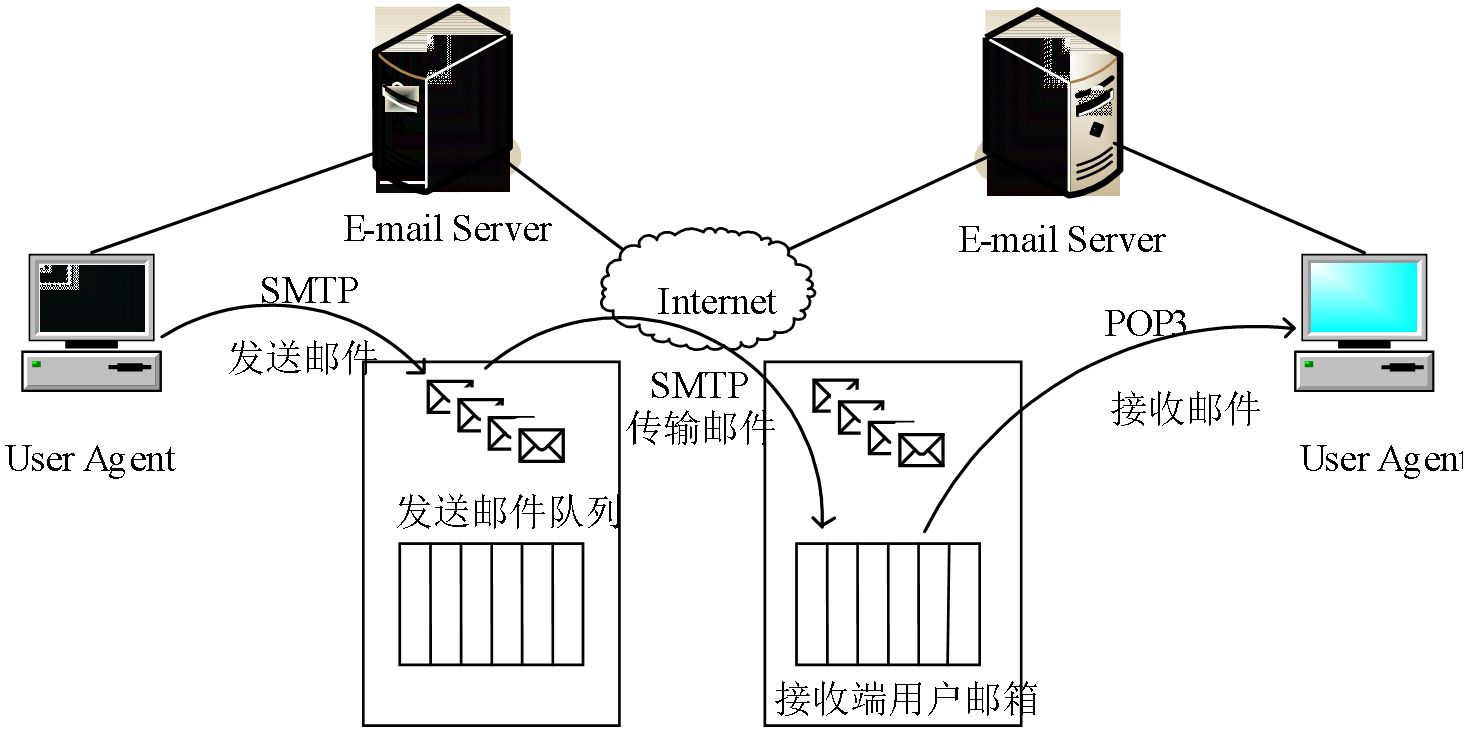 E-mail Server
E-mail Server
SMTP
Internet
POP3
发送邮件
SMTP
传输邮件
接收邮件
User Agent
User Agent
发送邮件队列
接收端用户邮箱